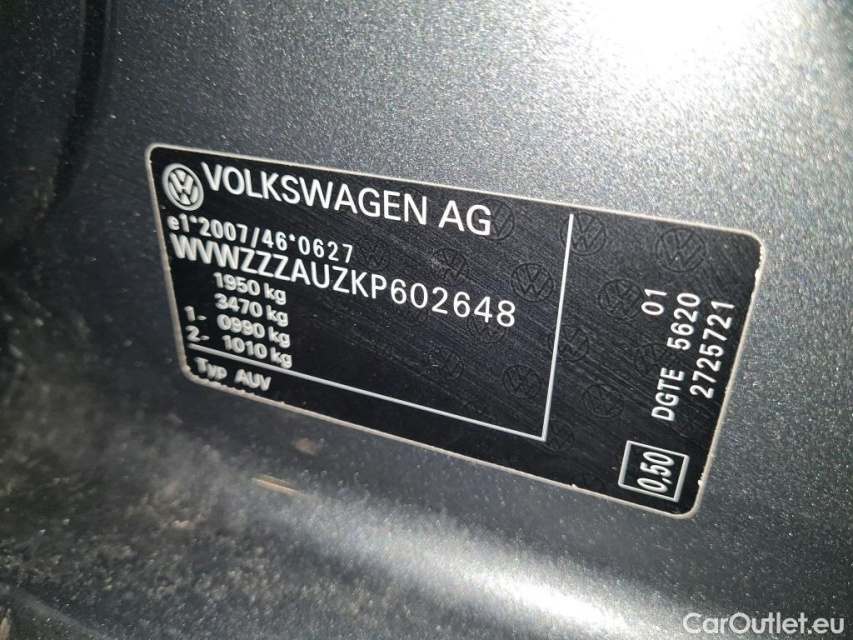 VOLKSWAGEN AG
e1*2007/46*0627
WVWZZZAUZKP602648
1950 kg
3470 kg
1- 0990 kg
2- 1010 kg
Typ AUV
01
DGTE 5620
2725721
0,50
CarOutlet.eu